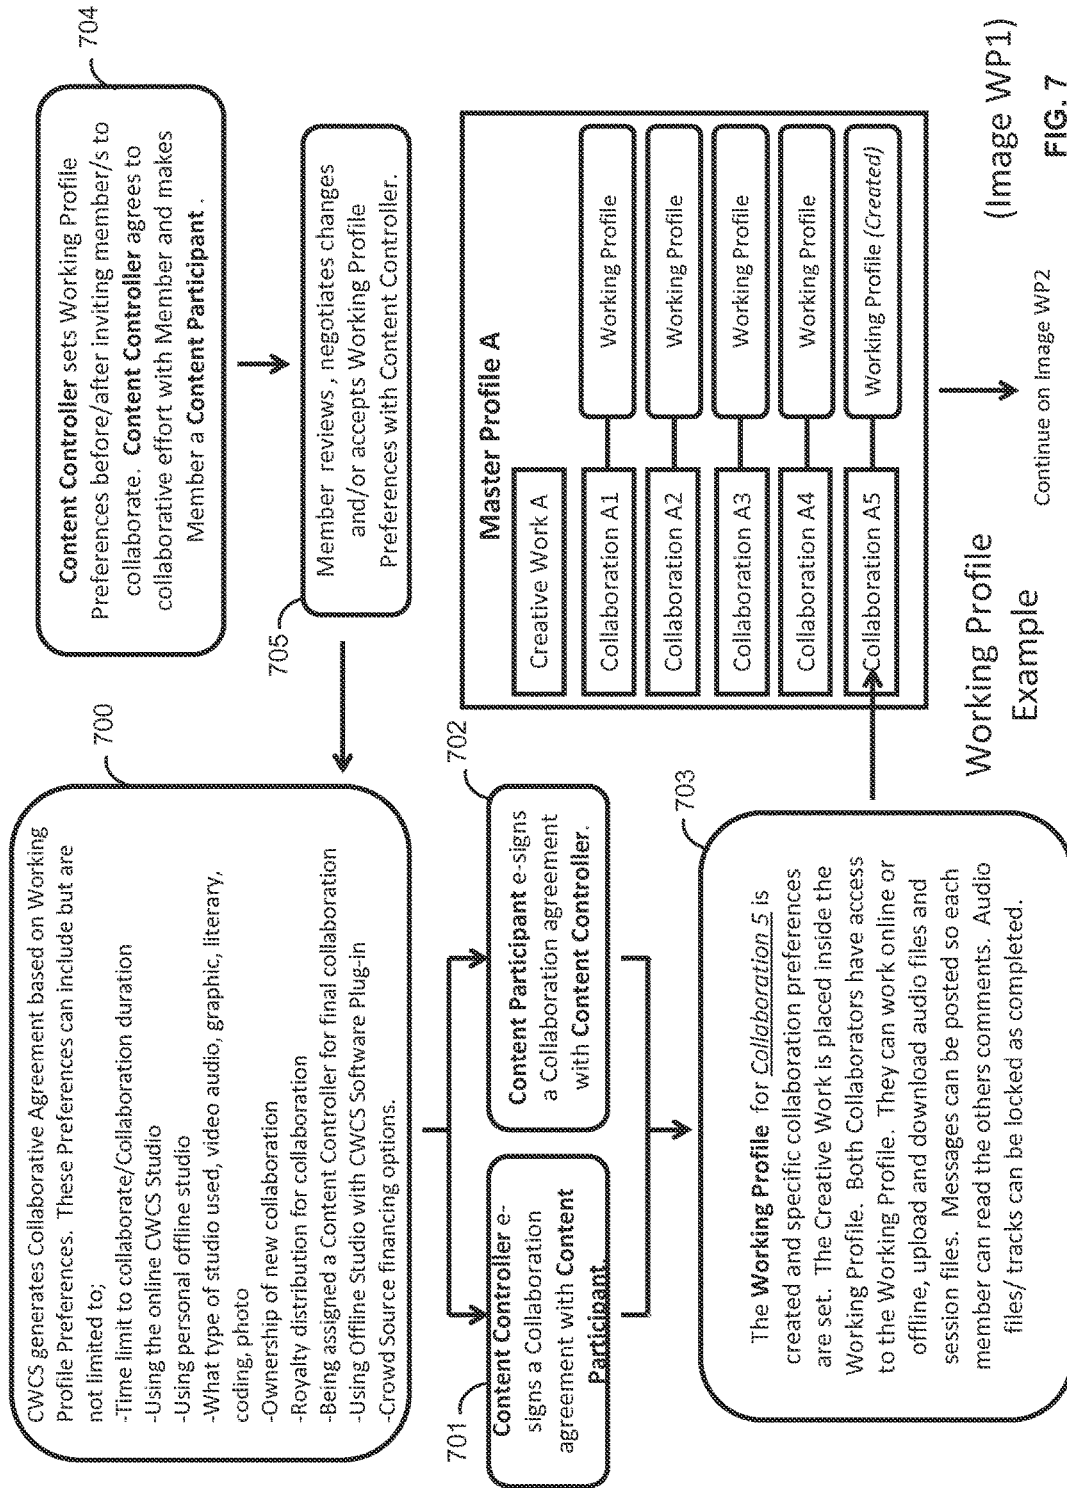 CWCS generates Collaborative Agreement based on Working
Profile Preferences.  These Preferences can include but are
not limited to;
-Time limit to collaborate/Collaboration duration
-Using the online CWCS Studio
-Using personal offline studio
-What type of studio used, video audio, graphic, literary,
coding, photo
-Ownership of new collaboration
-Royalty distribution for collaboration
-Being assigned a Content Controller for final collaboration
-Using Offline Studio with CWCS Software Plug-in
-Crowd Source financing options.
700
Content Controller sets Working Profile
Preferences before/after inviting member/s to
collaborate.  Content Controller agrees to
collaborative effort with Member and makes
Member a Content Participant .
704
Member reviews , negotiates changes
and/or accepts Working Profile
Preferences with Content Controller.
705
701
Content Controller e-
signs a Collaboration
agreement with Content
Participant.
702
Content Participant e-signs
a Collaboration agreement
with Content Controller.
703
The Working Profile for Collaboration 5 is
created and specific collaboration preferences
are set. The Creative Work is placed inside the
Working Profile.  Both Collaborators have access
to the Working Profile.  They can work online or
offline, upload and download audio files and
session files.  Messages can be posted so each
member can read the others comments.  Audio
files/ tracks can be locked as completed.
Master Profile A
Creative Work A
Collaboration A1
Working Profile
Collaboration A2
Working Profile
Collaboration A3
Working Profile
Collaboration A4
Working Profile
Collaboration A5
Working Profile (Created)
Working Profile
Example
Continue on Image WP2
(Image WP1)
FIG. 7